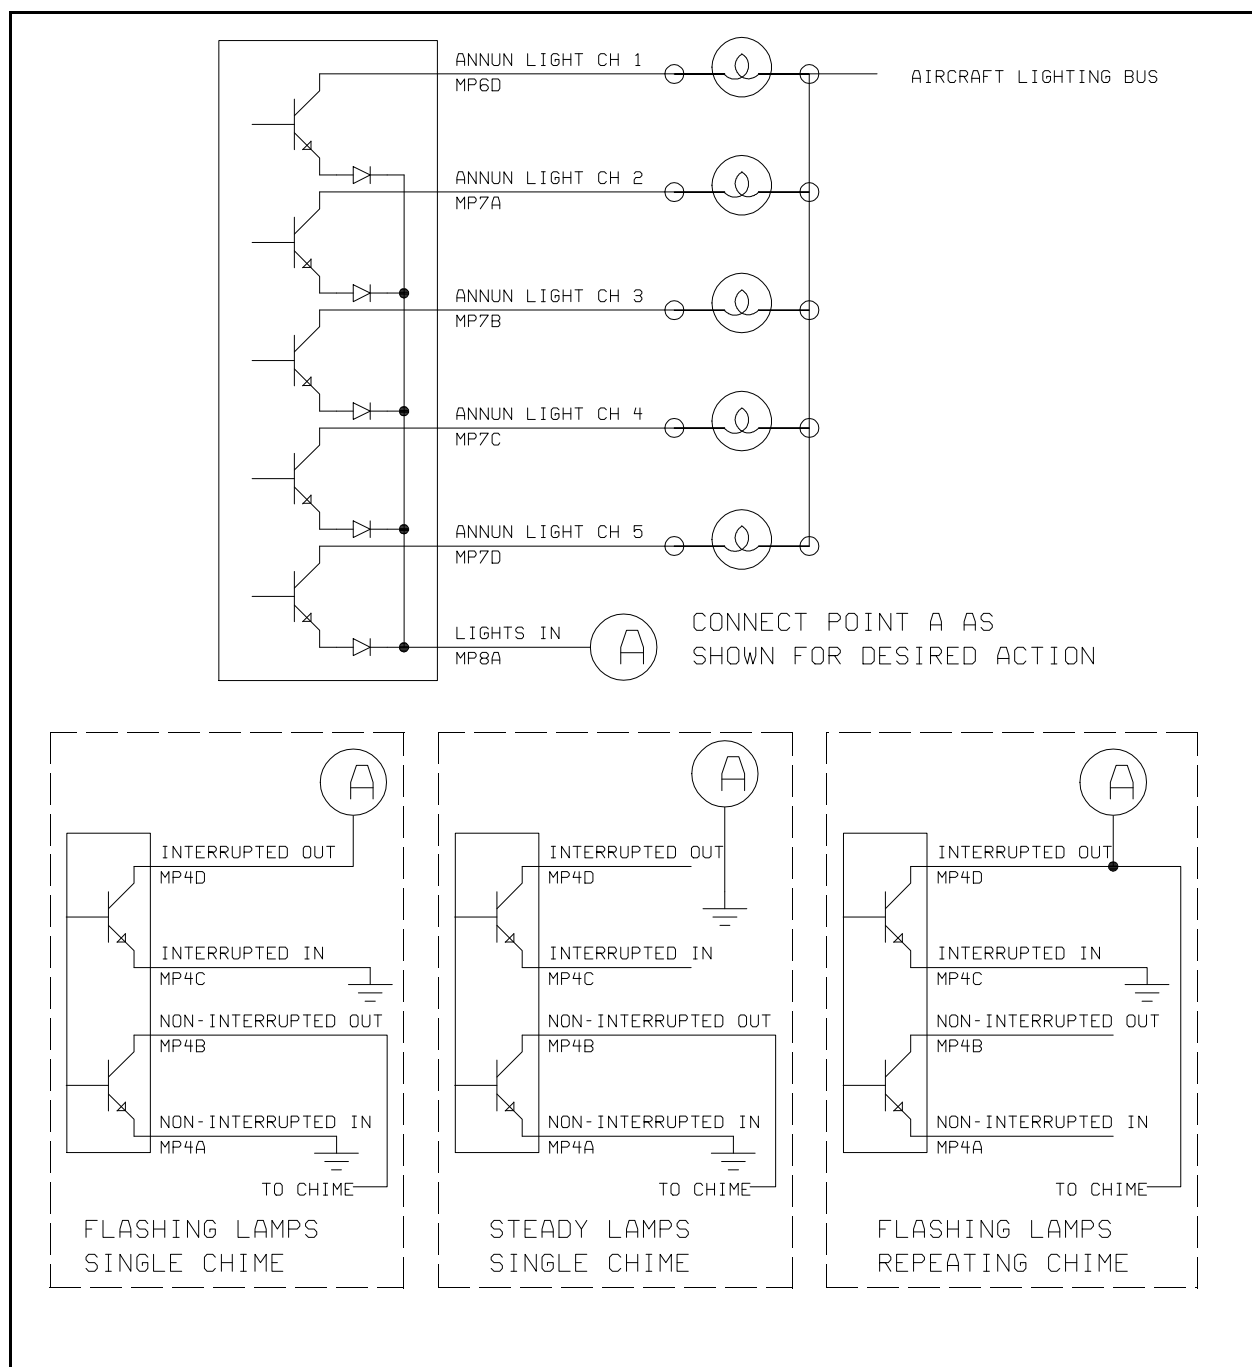 ANNUN LIGHT CH 1
MP6D
AIRCRAFT LIGHTING BUS
ANNUN LIGHT CH 2
MP7A
ANNUN LIGHT CH 3
MP7B
ANNUN LIGHT CH 4
MP7C
ANNUN LIGHT CH 5
MP7D
LIGHTS IN
MP8A
A
CONNECT POINT A AS
SHOWN FOR DESIRED ACTION
A
INTERRUPTED OUT
MP4D
INTERRUPTED IN
MP4C
NON-INTERRUPTED OUT
MP4B
NON-INTERRUPTED IN
MP4A
TO CHIME
FLASHING LAMPS
SINGLE CHIME
A
INTERRUPTED OUT
MP4D
INTERRUPTED IN
MP4C
NON-INTERRUPTED OUT
MP4B
NON-INTERRUPTED IN
MP4A
TO CHIME
STEADY LAMPS
SINGLE CHIME
A
INTERRUPTED OUT
MP4D
INTERRUPTED IN
MP4C
NON-INTERRUPTED OUT
MP4B
NON-INTERRUPTED IN
MP4A
TO CHIME
FLASHING LAMPS
REPEATING CHIME